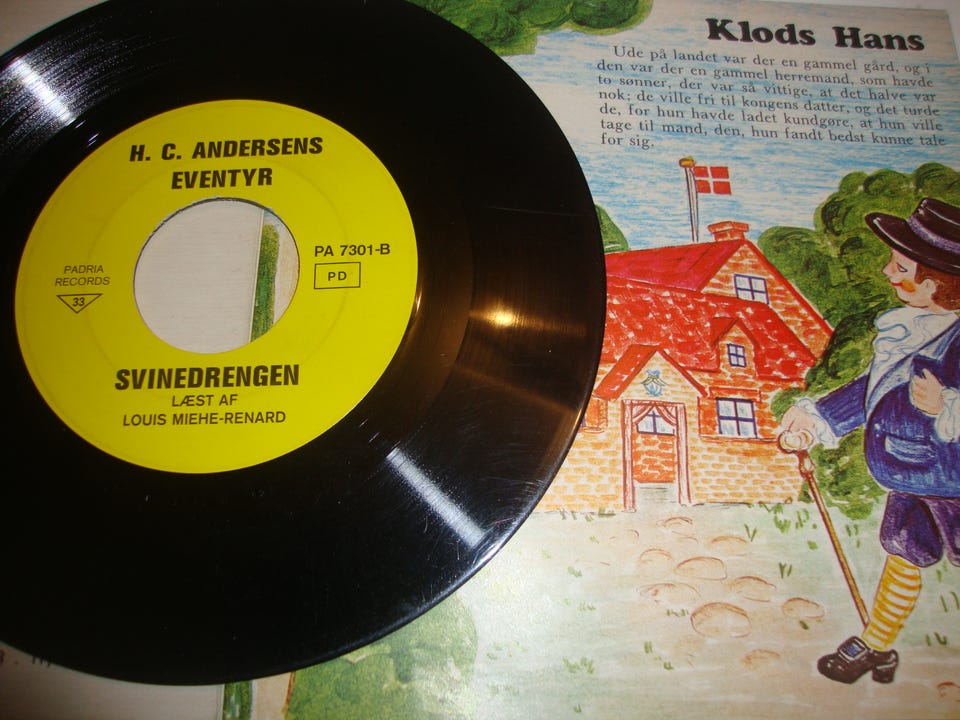 H. C. ANDERSENS
EVENTYR
PADRIA
RECORDS
33
PA 7301-B
PD
SVINEDRENGEN
LÆST AF
LOUIS MIEHE-RENARD
Klods Hans
Ude på landet var der en gammel gård, og i
den var der en gammel herremand, som havde
to sønner, der var så vittige, at det halve var
nok; de ville fri til kongens datter, og det turde
de, for hun havde ladet kundgøre, at hun ville
tage til mand, den, hun fandt bedst kunne tale
for sig.